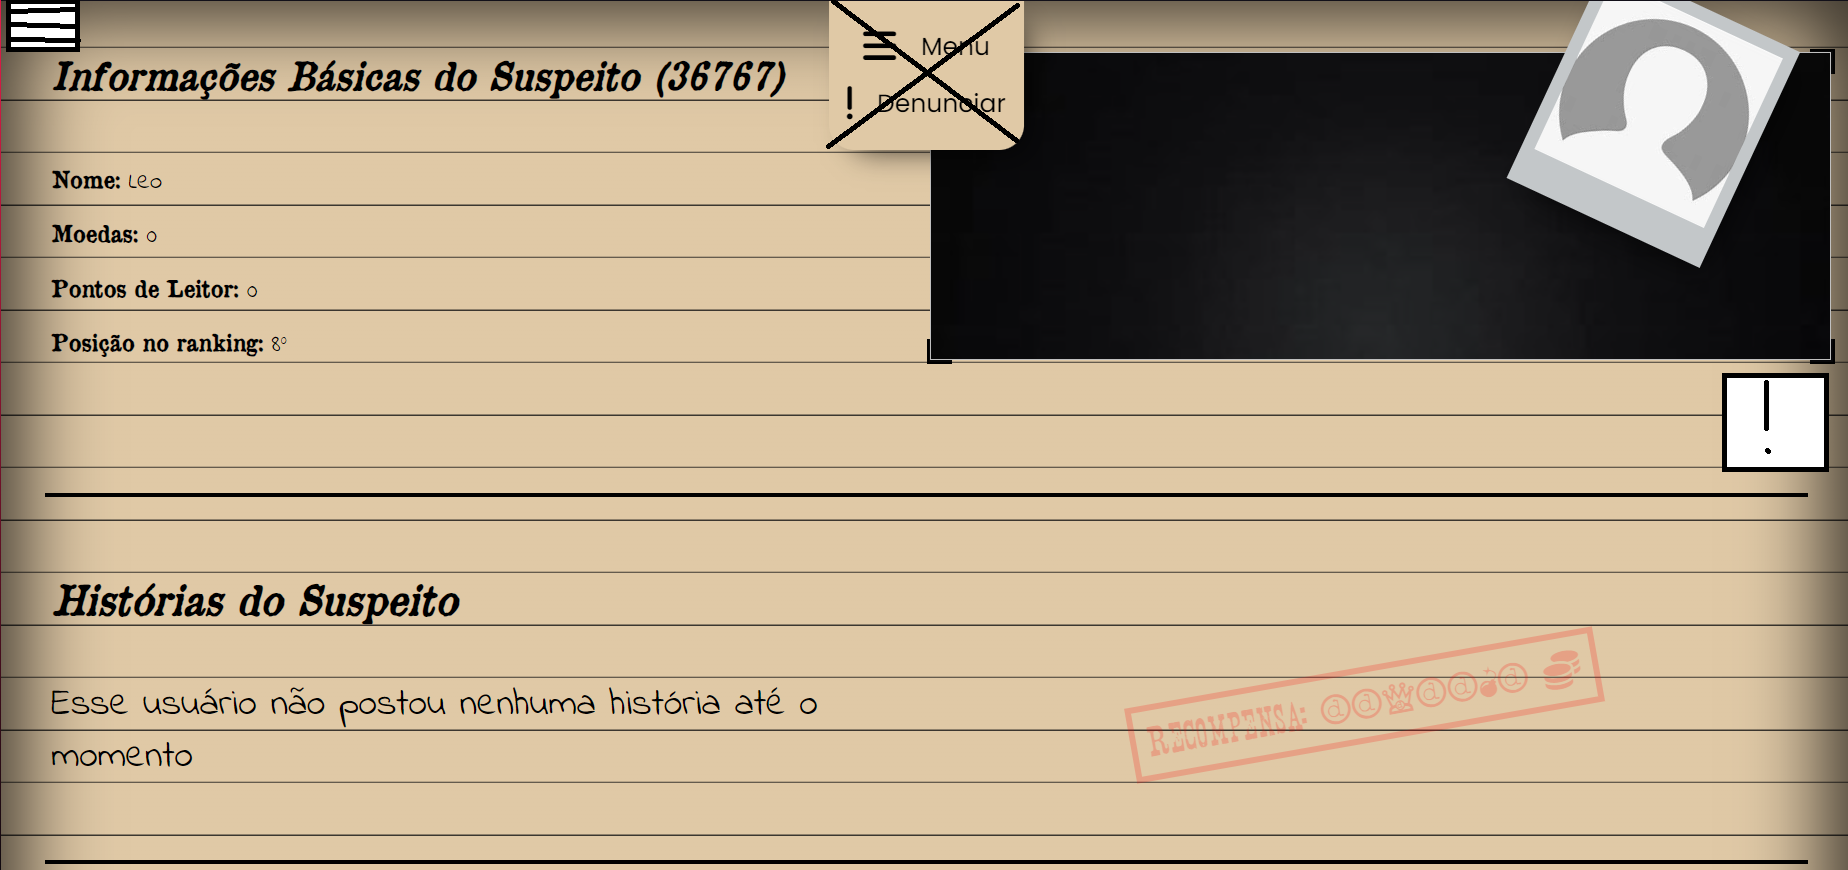 Menu
! Denunciar
Informações Básicas do Suspeito (36767)
Nome: Leo
Moedas: 0
Pontos de Leitor: 0
Posição no ranking: 8º
!
Histórias do Suspeito
Esse usuário não postou nenhuma história até o
momento
RECOMPENSA: @@@@@